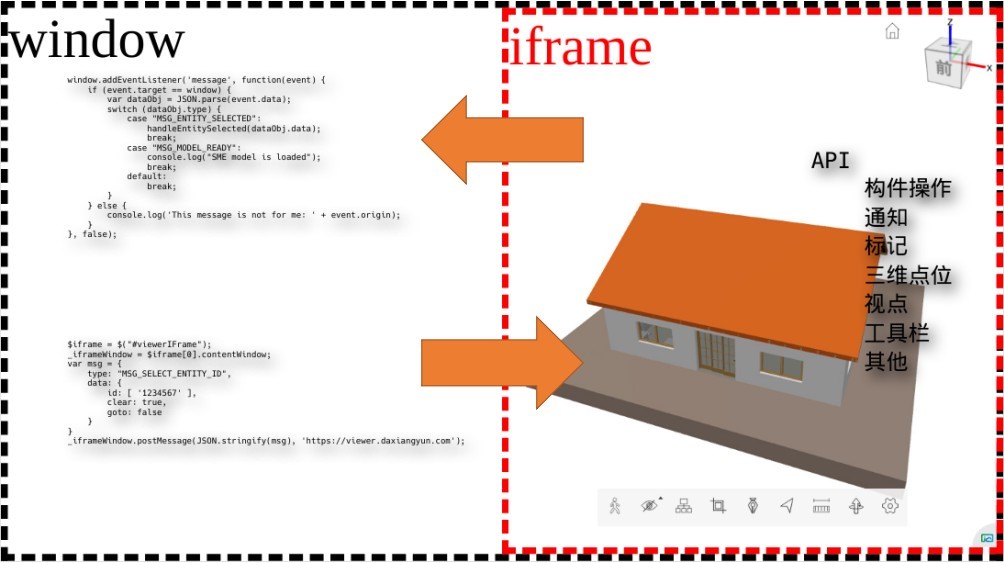 window
window.addEventListener('message', function(event) {
    if (event.target == window) {
        var dataObj = JSON.parse(event.data);
        switch (dataObj.type) {
            case "MSG_ENTITY_SELECTED":
                handleEntitySelected(dataObj.data);
                break;
            case "MSG_MODEL_READY":
                console.log("SME model is loaded");
                break;
            default:
                break;
        }
    } else {
        console.log('This message is not for me: ' + event.origin);
    }
}, false);
$iframe = $("#viewerIFrame");
_iframeWindow = $iframe[0].contentWindow;
var msg = {
    type: "MSG_SELECT_ENTITY_ID",
    data: {
        id: [ '1234567' ],
        clear: true,
        goto: false
    }
}
_iframeWindow.postMessage(JSON.stringify(msg), 'https://viewer.daxiangyun.com');
iframe
z
前
x
API
构件操作
通知
标记
三维点位
视点
工具栏
其他